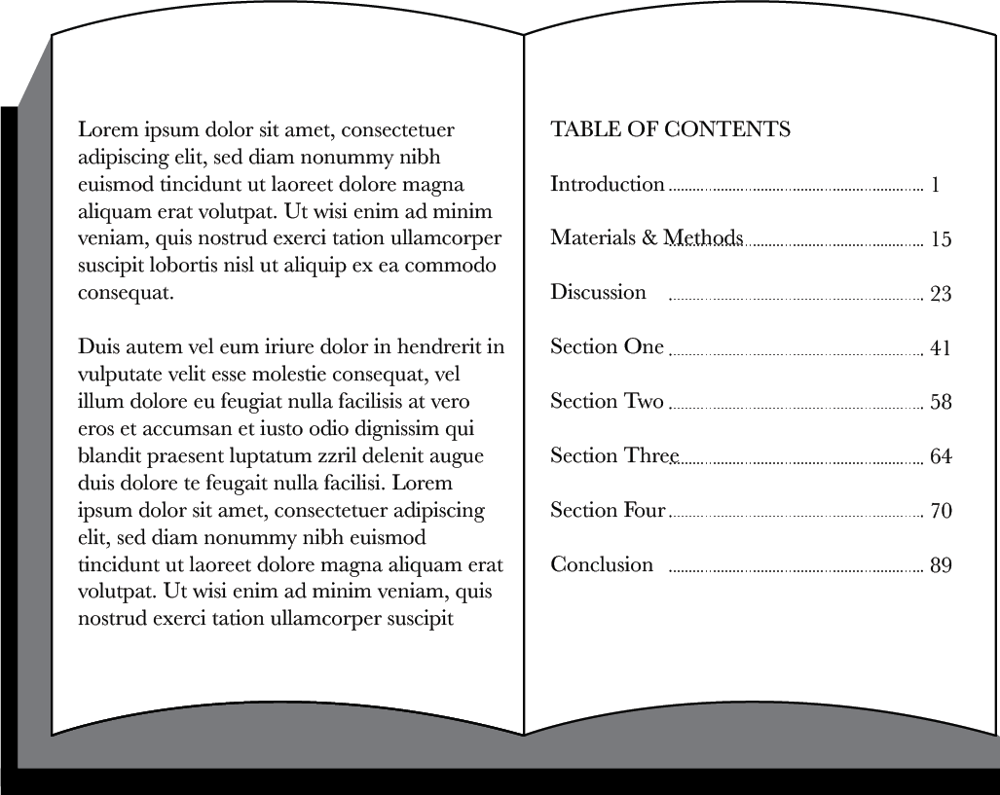 Lorem ipsum dolor sit amet, consectetuer
adipiscing elit, sed diam nonummy nibh
euismod tincidunt ut laoreet dolore magna
aliquam erat volutpat. Ut wisi enim ad minim
veniam, quis nostrud exerci tation ullamcorper
suscipit lobortis nisl ut aliquip ex ea commodo
consequat.
Duis autem vel eum iriure dolor in hendrerit in
vulputate velit esse molestie consequat, vel
illum dolore eu feugiat nulla facilisis at vero
eros et accumsan et iusto odio dignissim qui
blandit praesent luptatum zzril delenit augue
duis dolore te feugait nulla facilisi. Lorem
ipsum dolor sit amet, consectetuer adipiscing
elit, sed diam nonummy nibh euismod
tincidunt ut laoreet dolore magna aliquam erat
volutpat. Ut wisi enim ad minim veniam, quis
nostrud exerci tation ullamcorper suscipit
TABLE OF CONTENTS
Introduction 1
Materials & Methods 15
Discussion 23
Section One 41
Section Two 58
Section Three 64
Section Four 70
Conclusion 89